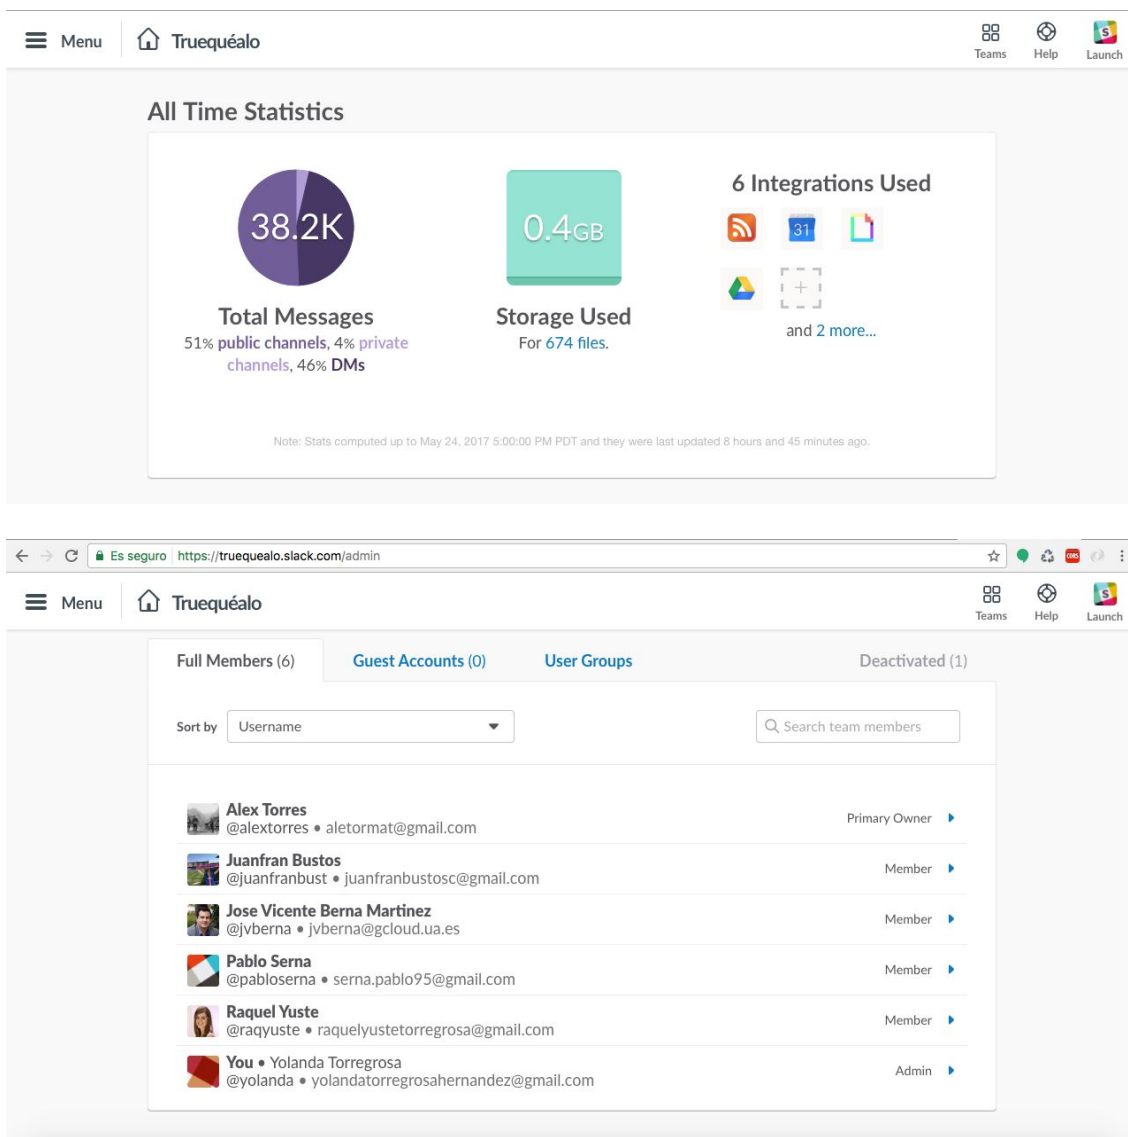 Menu
Truequéalo
Teams
Help
Launch
All Time Statistics
38.2K
0.4GB
6 Integrations Used
31
Total Messages
51% public channels, 4% private
channels, 46% DMs
Storage Used
For 674 files.
and 2 more...
Note: Stats computed up to May 24, 2017 5:00:00 PM PDT and they were last updated 8 hours and 45 minutes ago.
Es seguro https://truequealo.slack.com/admin
CORS
Menu
Truequéalo
Teams
Help
Launch
Full Members (6)
Guest Accounts (0)
User Groups
Deactivated (1)
Sort by
Username
Search team members
Alex Torres
@alextorres • aletormat@gmail.com
Primary Owner
Juanfran Bustos
@juanfranbust • juanfranbustosc@gmail.com
Member
Jose Vicente Berna Martinez
@jvberna • jvberna@gcloud.ua.es
Member
Pablo Serna
@pabloserna • serna.pablo95@gmail.com
Member
Raquel Yuste
@raqyuste • raquelyustetorregrosa@gmail.com
Member
You • Yolanda Torregrosa
@yolanda • yolandatorregrosahernandez@gmail.com
Admin